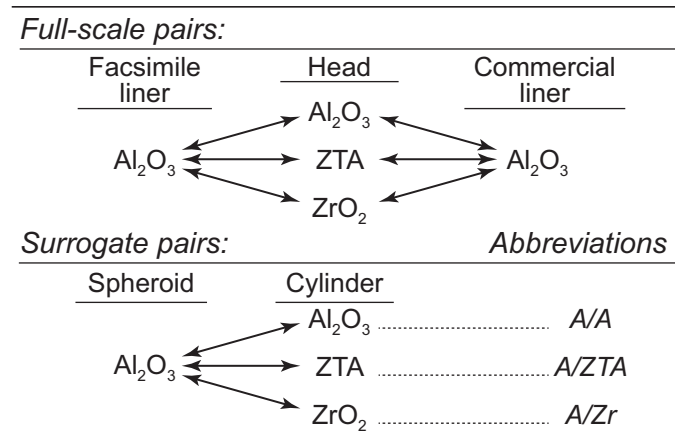 Full-scale pairs:
Facsimile liner Head Commercial liner
Al₂O₃
Al₂O₃ ZTA Al₂O₃
ZrO₂
Surrogate pairs: Abbreviations
Spheroid Cylinder
Al₂O₃ A/A
Al₂O₃ ZTA A/ZTA
ZrO₂ A/Zr